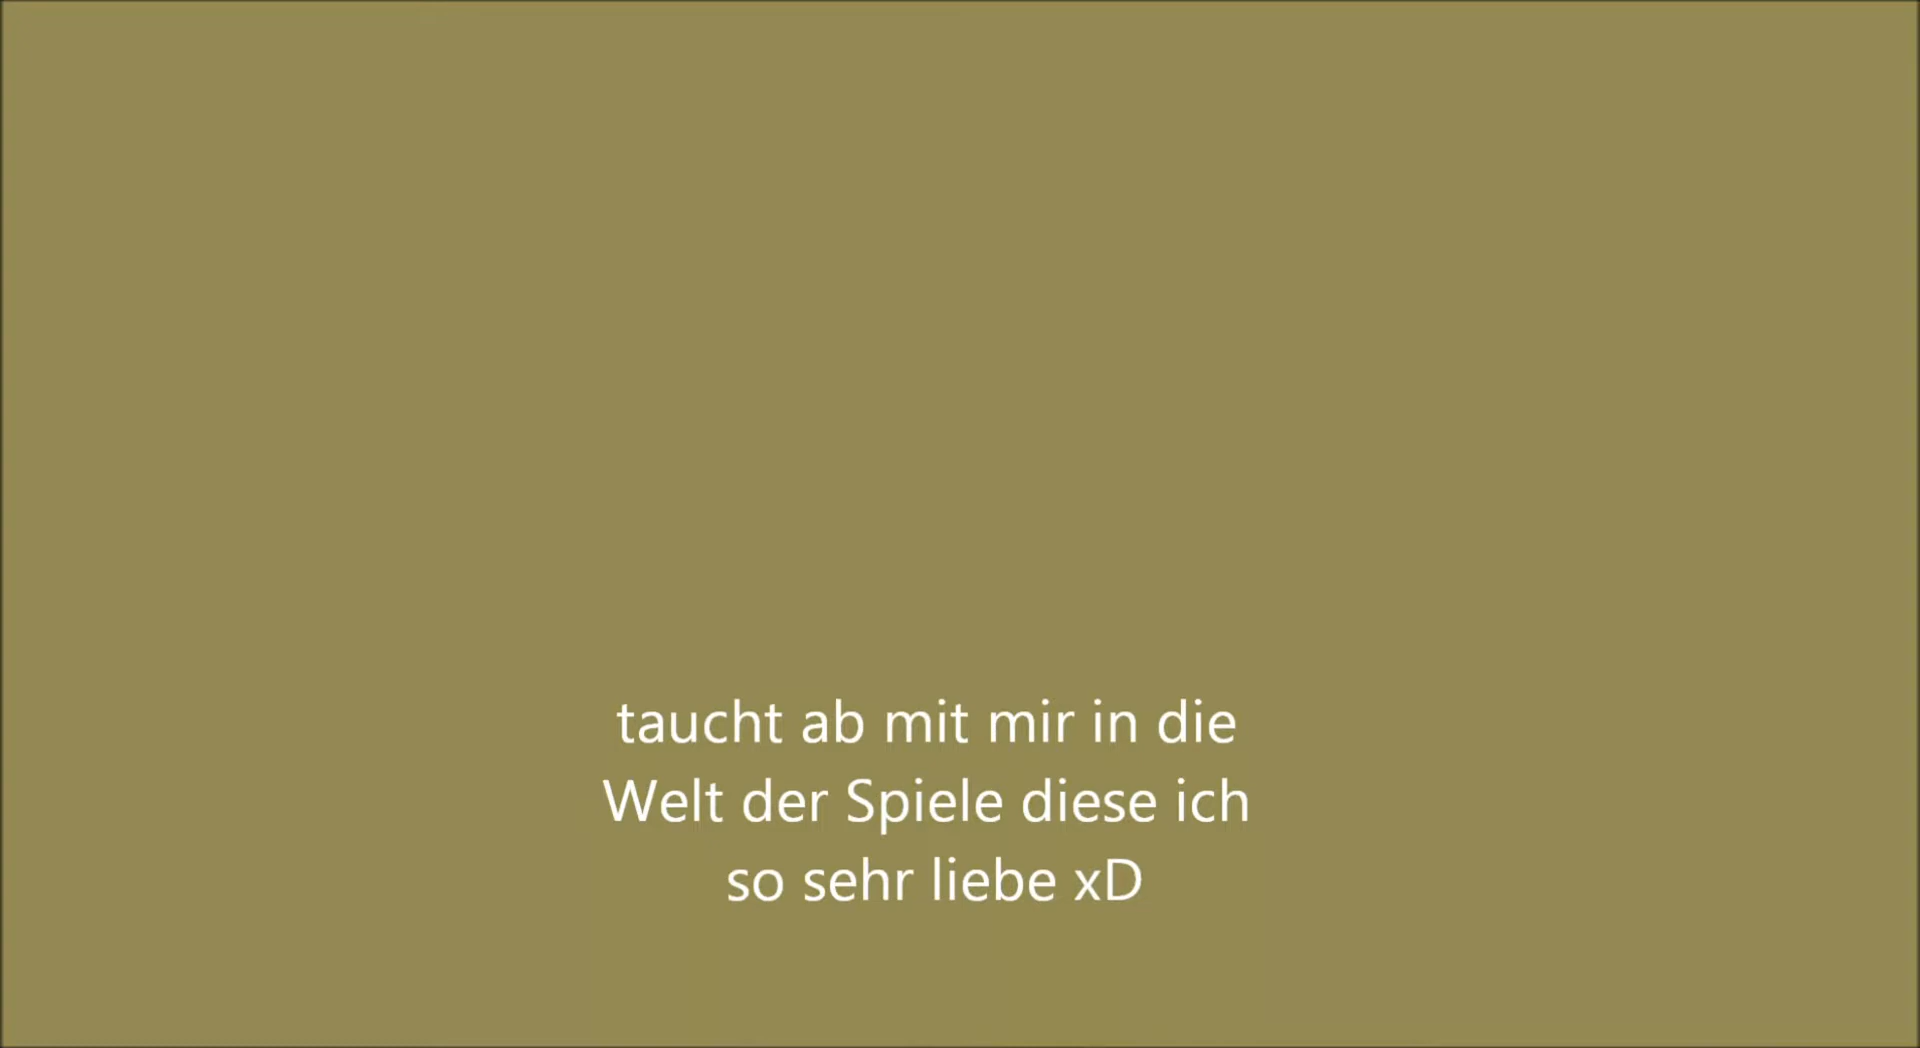 taucht ab mit mir in die
Welt der Spiele diese ich
so sehr liebe xD